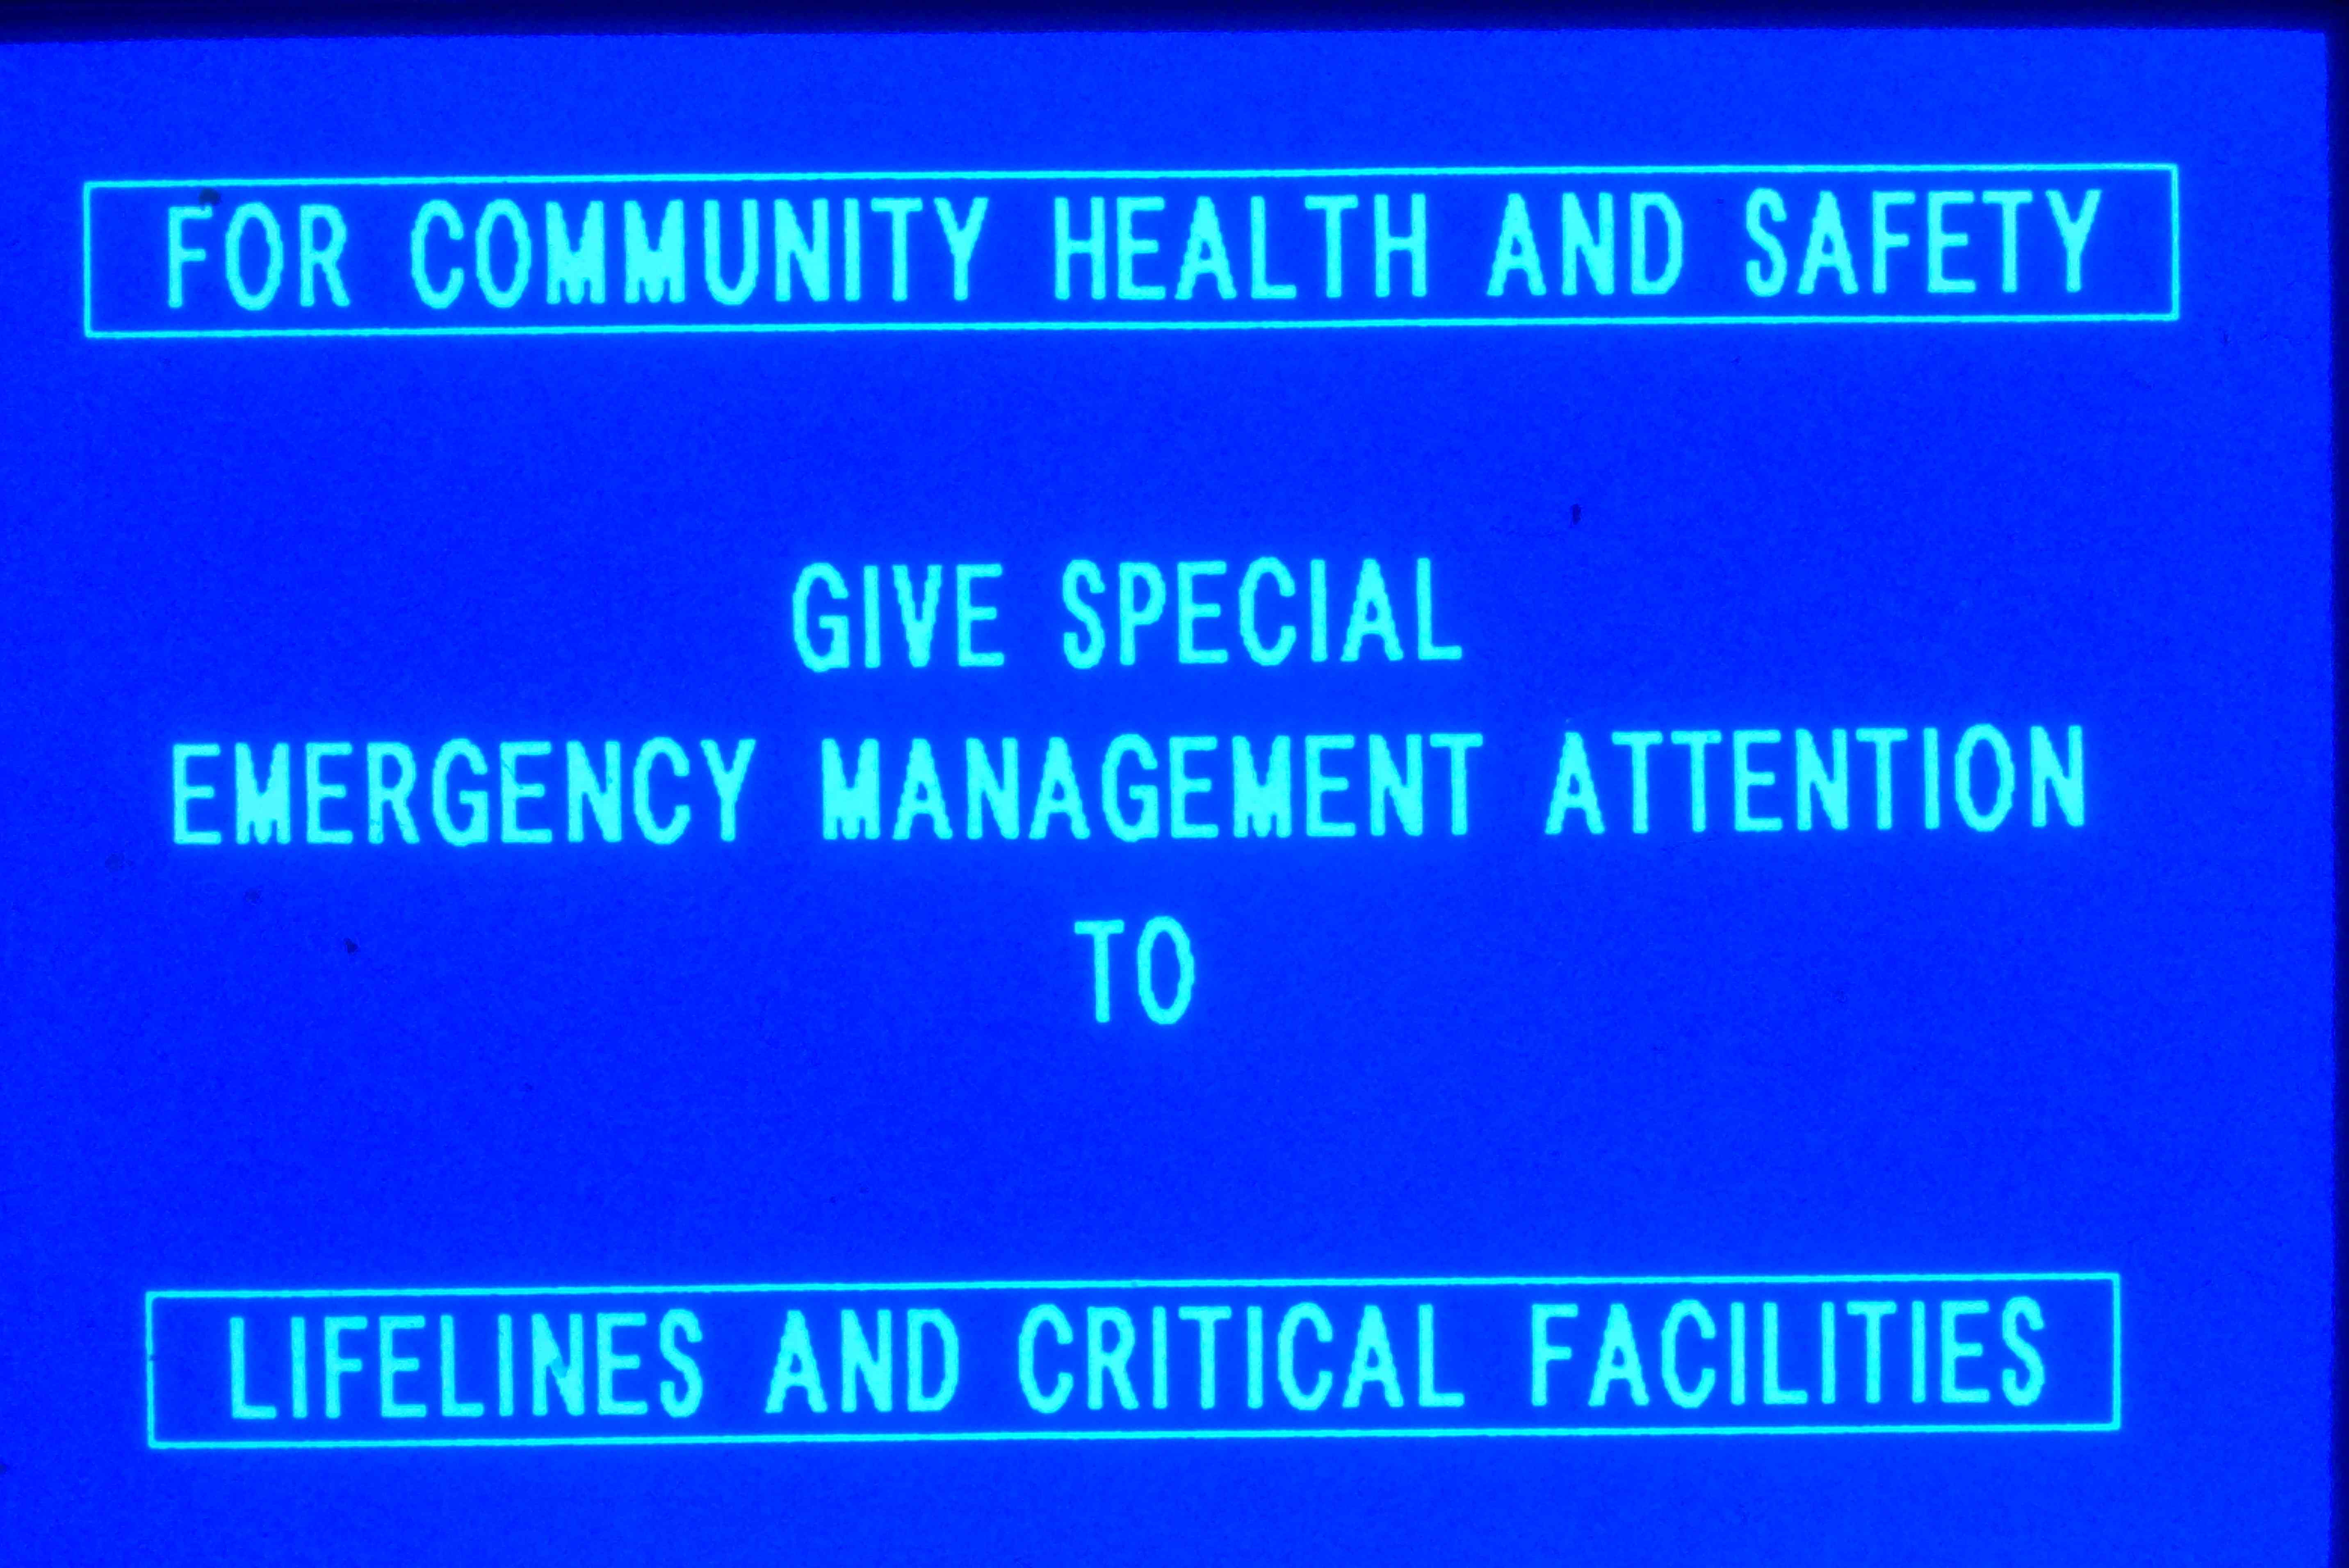 FOR COMMUNITY HEALTH AND SAFETY
GIVE SPECIAL
EMERGENCY MANAGEMENT ATTENTION
TO
LIFELINES AND CRITICAL FACILITIES